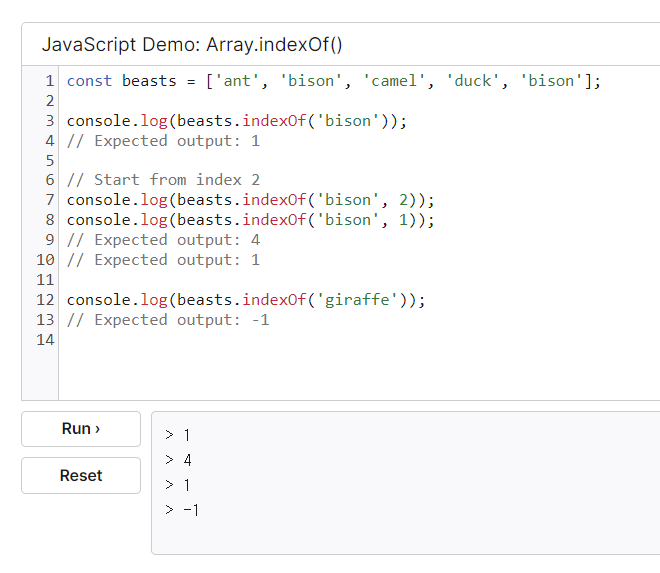 JavaScript Demo: Array.indexOf()
1 const beasts = ['ant', 'bison', 'camel', 'duck', 'bison'];
2
3 console.log(beasts.indexOf('bison'));
4 // Expected output: 1
5
6 // Start from index 2
7 console.log(beasts.indexOf('bison', 2));
8 console.log(beasts.indexOf('bison', 1));
9 // Expected output: 4
10 // Expected output: 1
11
12 console.log(beasts.indexOf('giraffe'));
13 // Expected output: -1
14
Run ›
Reset
> 1
> 4
> 1
> -1